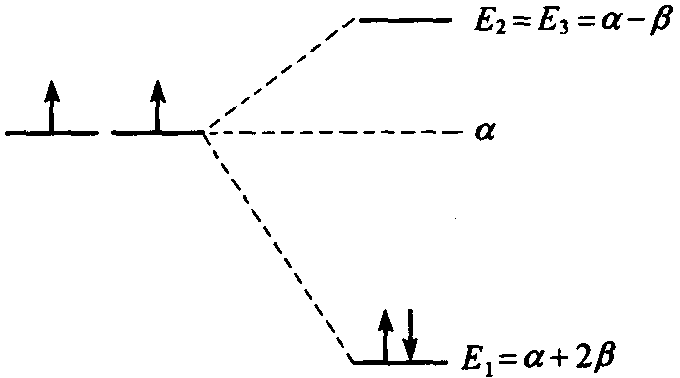 E₂ = E₃ = α − β
α
E₁ = α + 2β